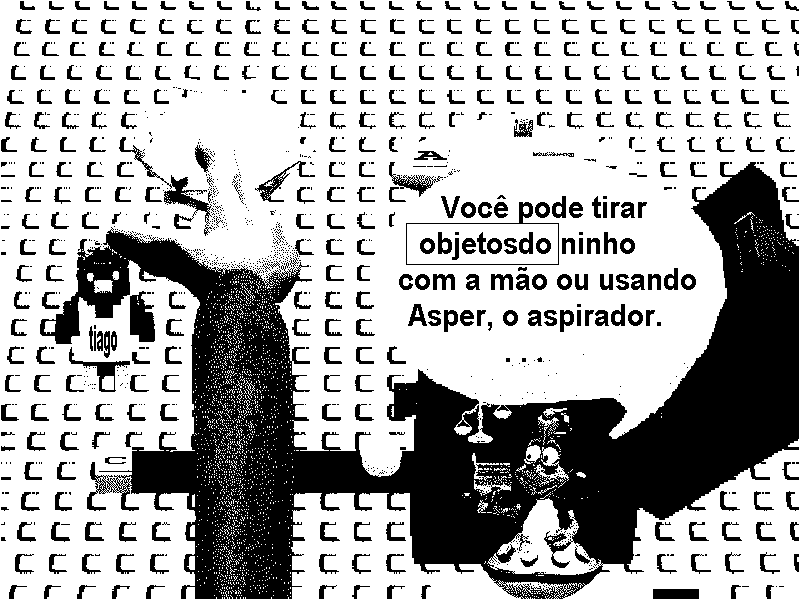 A
Você pode tirar
objetosdo ninho
com a mão ou usando
Asper, o aspirador.
...
tiago
C